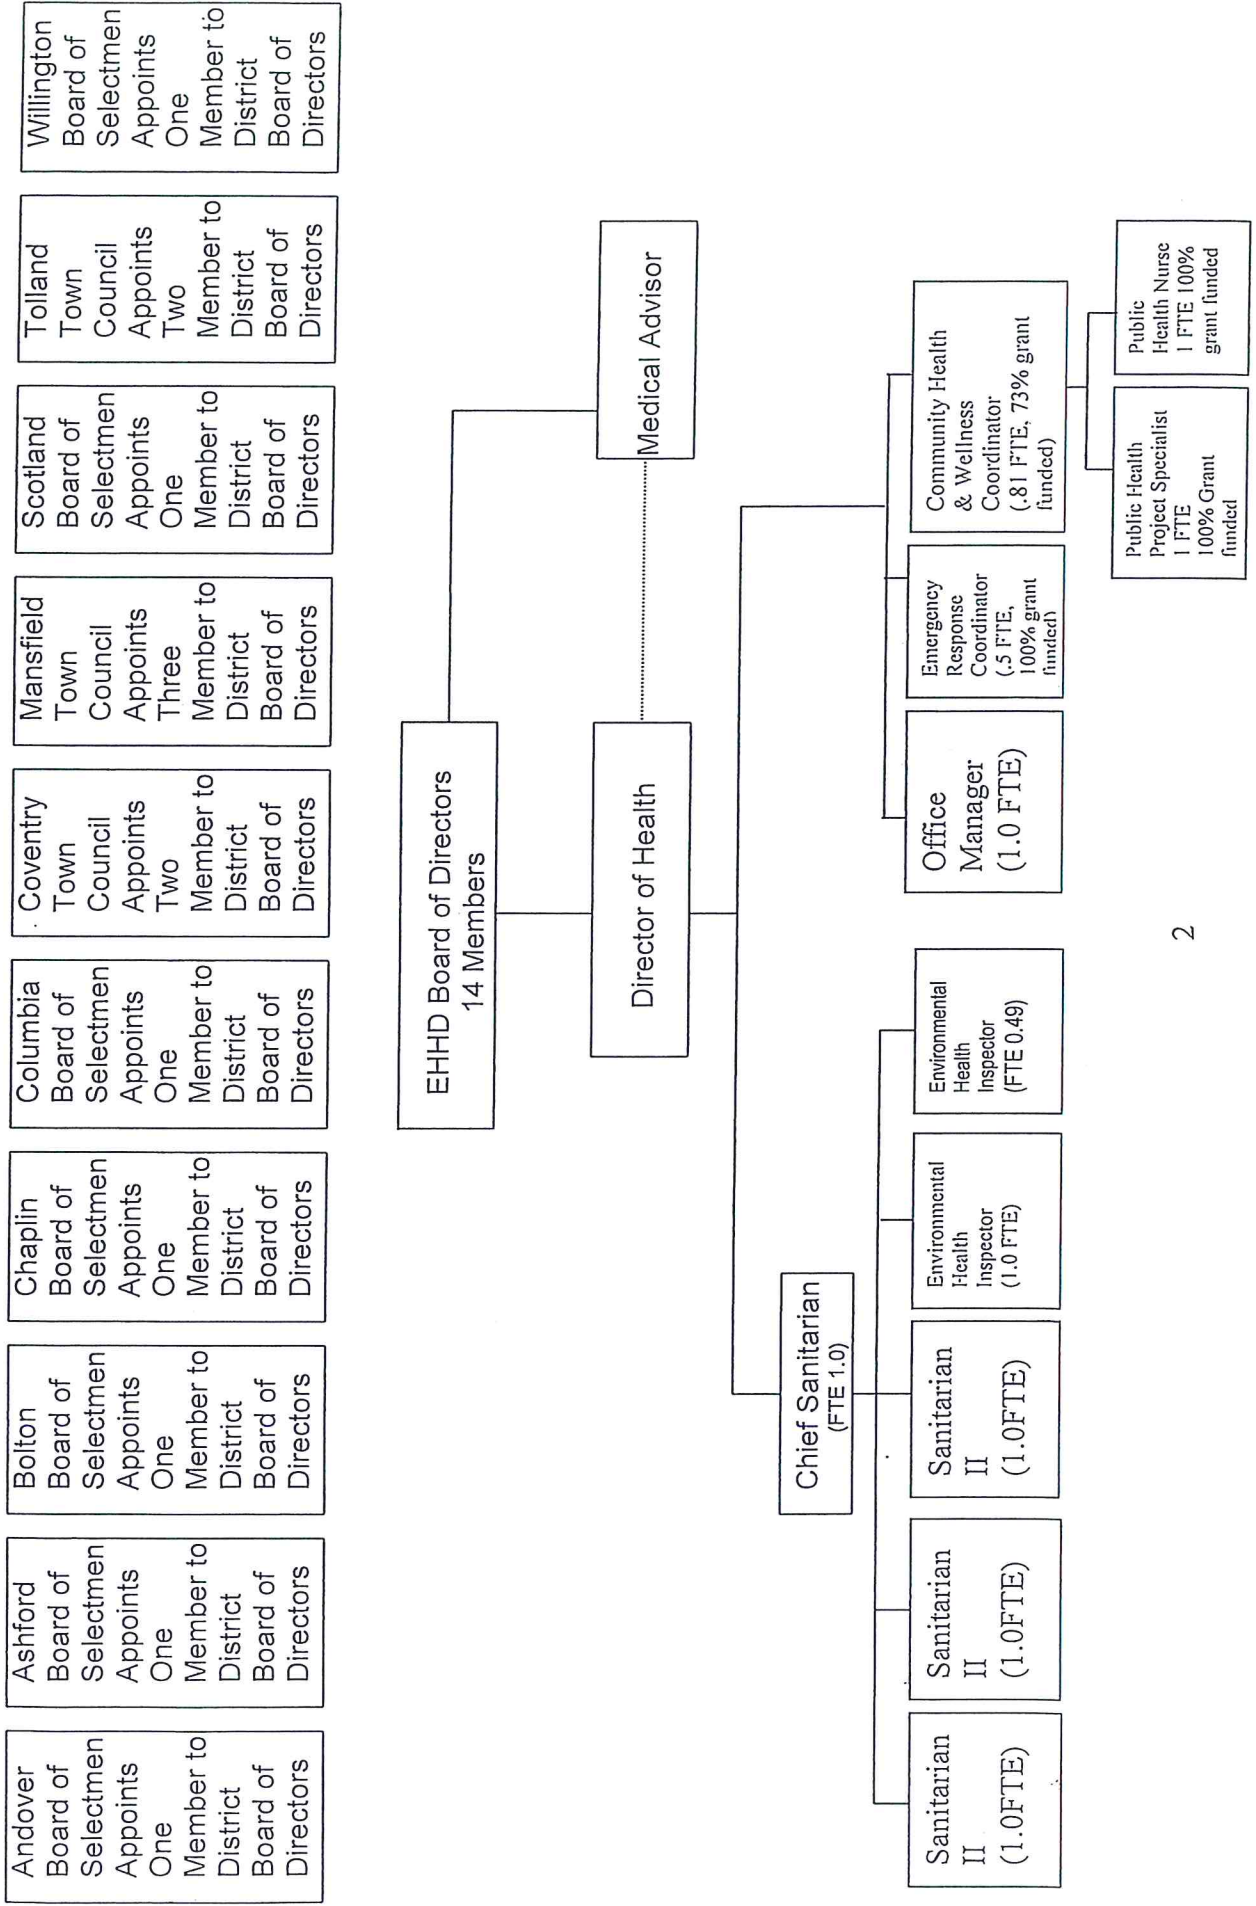 Andover
Board of
Selectmen
Appoints
One
Member to
District
Board of
Directors
Ashford
Board of
Selectmen
Appoints
One
Member to
District
Board of
Directors
Bolton
Board of
Selectmen
Appoints
One
Member to
District
Board of
Directors
Chaplin
Board of
Selectmen
Appoints
One
Member to
District
Board of
Directors
Columbia
Board of
Selectmen
Appoints
One
Member to
District
Board of
Directors
Coventry
Town
Council
Appoints
Two
Member to
District
Board of
Directors
Mansfield
Town
Council
Appoints
Three
Member to
District
Board of
Directors
Scotland
Board of
Selectmen
Appoints
One
Member to
District
Board of
Directors
Tolland
Town
Council
Appoints
Two
Member to
District
Board of
Directors
Willington
Board of
Selectmen
Appoints
One
Member to
District
Board of
Directors
EHHD Board of Directors
14 Members
Director of Health
Medical Advisor
Chief Sanitarian
(FTE 1.0)
Sanitarian
II
(1.0FTE)
Sanitarian
II
(1.0FTE)
Sanitarian
II
(1.0FTE)
Environmental
Health
Inspector
(1.0 FTE)
Environmental
Health
Inspector
(FTE 0.49)
Office
Manager
(1.0 FTE)
Emergency
Response
Coordinator
(.5 FTE,
100% grant
funded)
Community Health
& Wellness
Coordinator
(.81 FTE, 73% grant
funded)
Public Health
Project Specialist
1 FTE
100% Grant
funded
Public
Health Nurse
1 FTE 100%
grant funded
2